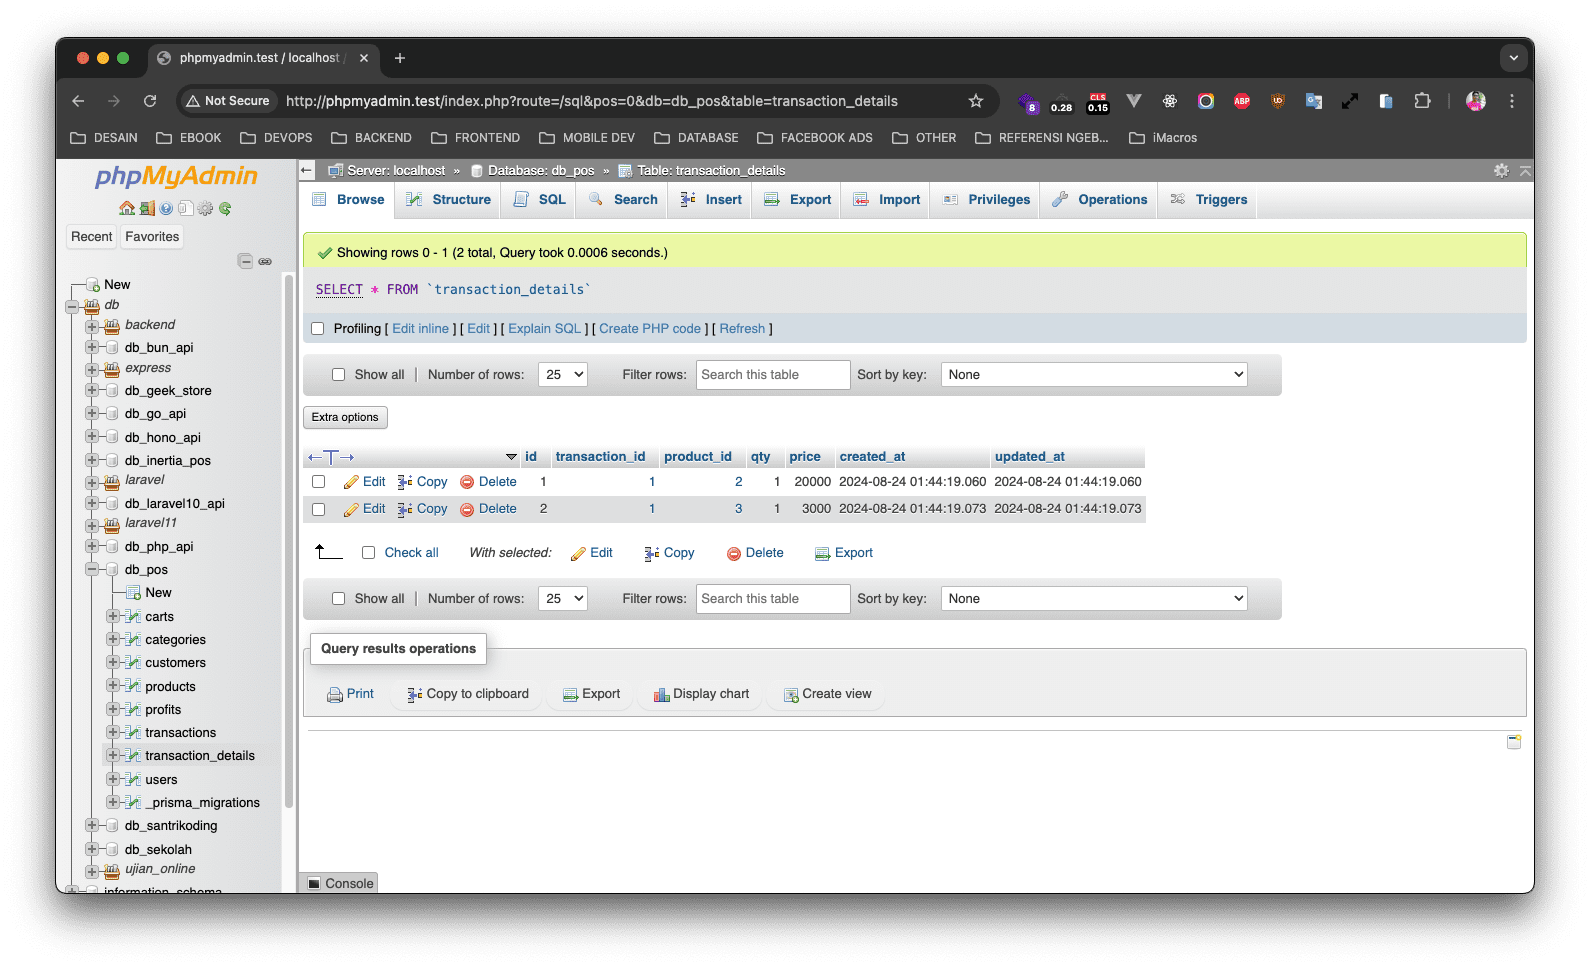 phpmyadmin.test / localhost /
Not Secure http://phpmyadmin.test/index.php?route=/sql&pos=0&db=db_pos&table=transaction_details
8 0.28 CLS 0.15 ABP
DESAIN EBOOK DEVOPS BACKEND FRONTEND MOBILE DEV DATABASE FACEBOOK ADS OTHER REFERENSI NGEB... iMacros
phpMyAdmin
Recent Favorites
New
db
backend
db_bun_api
express
db_geek_store
db_go_api
db_hono_api
db_inertia_pos
laravel
db_laravel10_api
laravel11
db_php_api
db_pos
New
carts
categories
customers
products
profits
transactions
transaction_details
users
_prisma_migrations
db_santrikoding
db_sekolah
ujian_online
information_schema
Server: localhost » Database: db_pos » Table: transaction_details
Browse Structure SQL Search Insert Export Import Privileges Operations Triggers
Showing rows 0 - 1 (2 total, Query took 0.0006 seconds.)
SELECT * FROM `transaction_details`
Profiling [ Edit inline ] [ Edit ] [ Explain SQL ] [ Create PHP code ] [ Refresh ]
Show all | Number of rows: 25 Filter rows: Search this table Sort by key: None
Extra options
←T→ id transaction_id product_id qty price created_at updated_at
Edit Copy Delete 1 1 2 1 20000 2024-08-24 01:44:19.060 2024-08-24 01:44:19.060
Edit Copy Delete 2 1 3 1 3000 2024-08-24 01:44:19.073 2024-08-24 01:44:19.073
Check all With selected: Edit Copy Delete Export
Show all | Number of rows: 25 Filter rows: Search this table Sort by key: None
Query results operations
Print Copy to clipboard Export Display chart Create view
Console